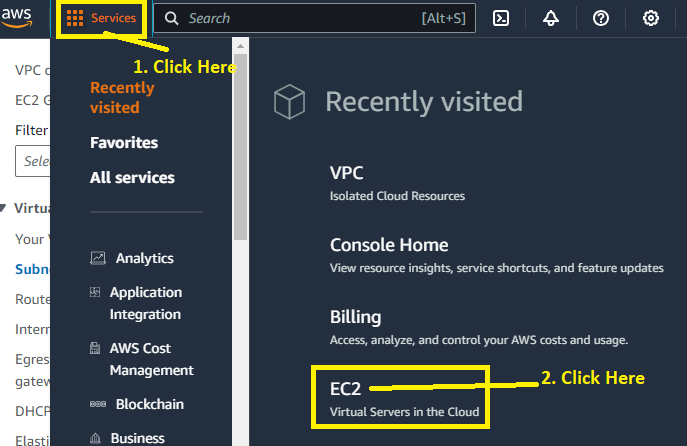 aws
Services
Search
[Alt+S]
1. Click Here
VPC
EC2 G
Filter
Sele
Virtu
Your V
Subn
Route
Intern
Egres
gatew
DHCP
Elasti
Recently
visited
Favorites
All services
Analytics
Application
Integration
AWS Cost
Management
Blockchain
Business
Recently visited
VPC
Isolated Cloud Resources
Console Home
View resource insights, service shortcuts, and feature updates
Billing
Access, analyze, and control your AWS costs and usage.
EC2
Virtual Servers in the Cloud
2. Click Here